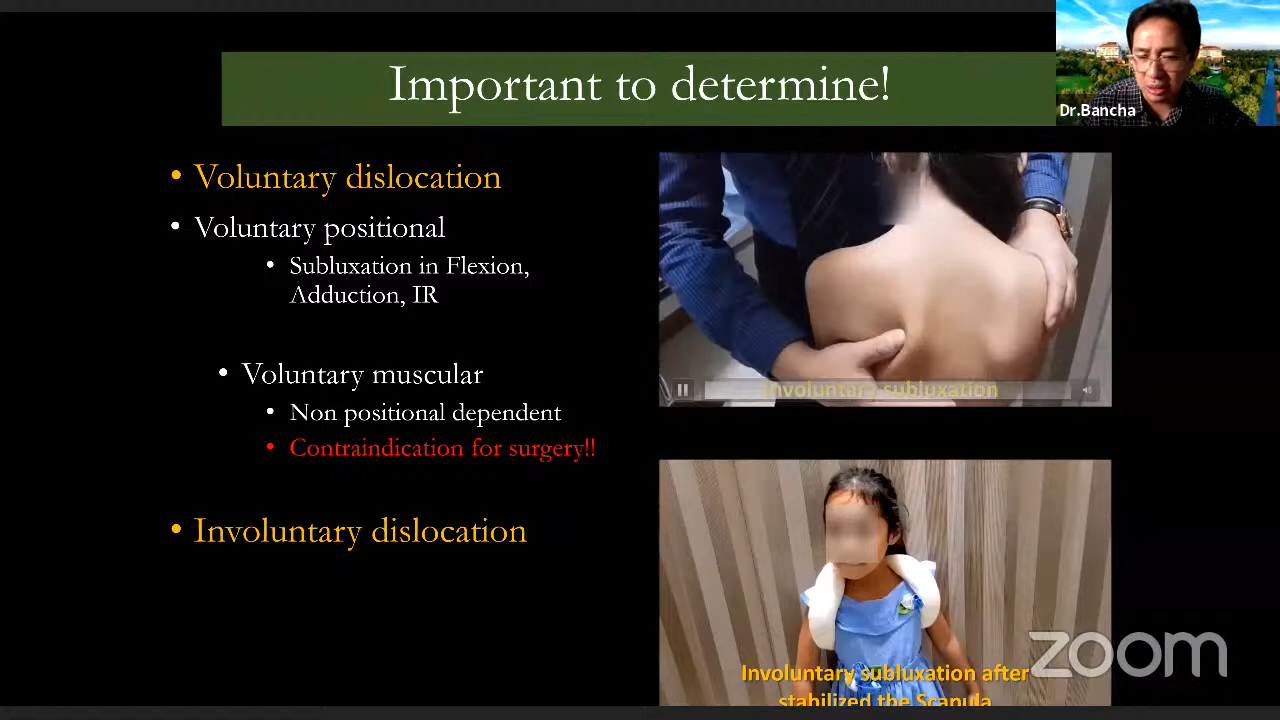 Important to determine!
Dr.Bancha
Voluntary dislocation
Voluntary positional
Subluxation in Flexion,
Adduction, IR
Voluntary muscular
Non positional dependent
Contraindication for surgery!!
Involuntary dislocation
Involuntary subluxation
Involuntary subluxation after
stabilized the Scapula
zoom